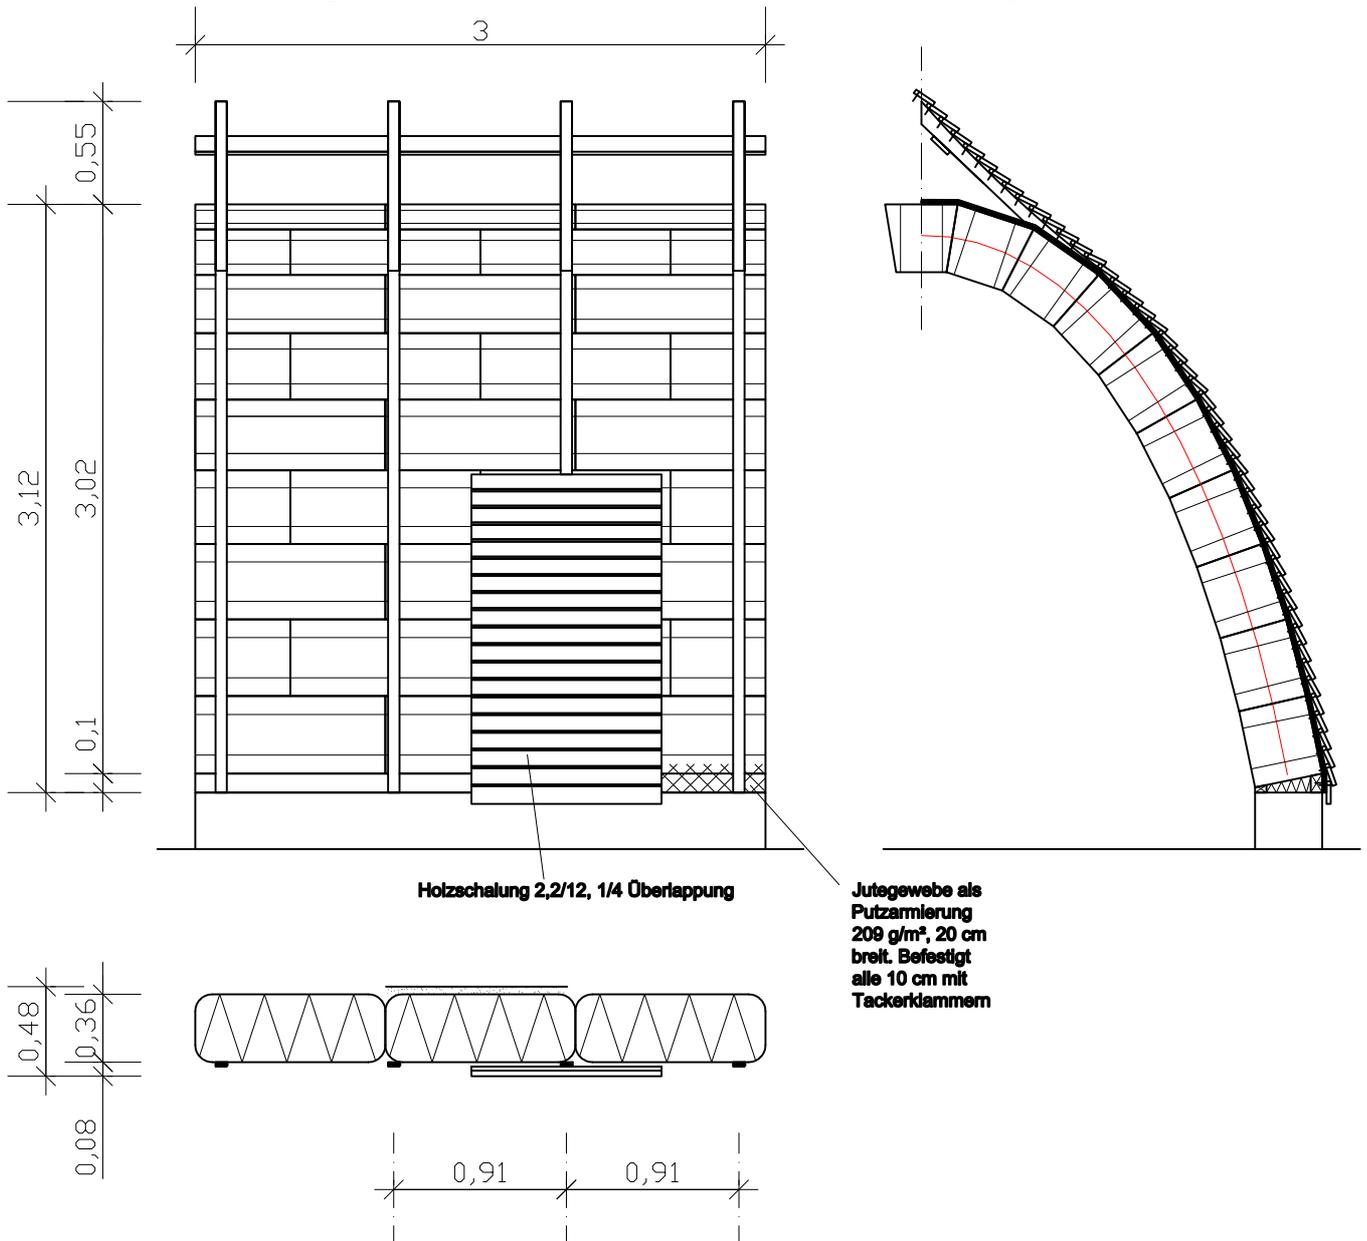 3
0,55
3,12
3,02
0,1
Holzschalung 2,2/12, 1/4 Überlappung
Jutegewebe als
Putzarmierung
209 g/m², 20 cm
breit. Befestigt
alle 10 cm mit
Tackerklammern
0,48
0,36
0,08
0,91
0,91